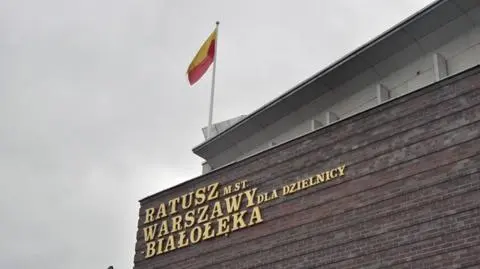 RATUSZ M.ST.
WARSZAWY DLA DZIELNICY
BIAŁOŁĘKA